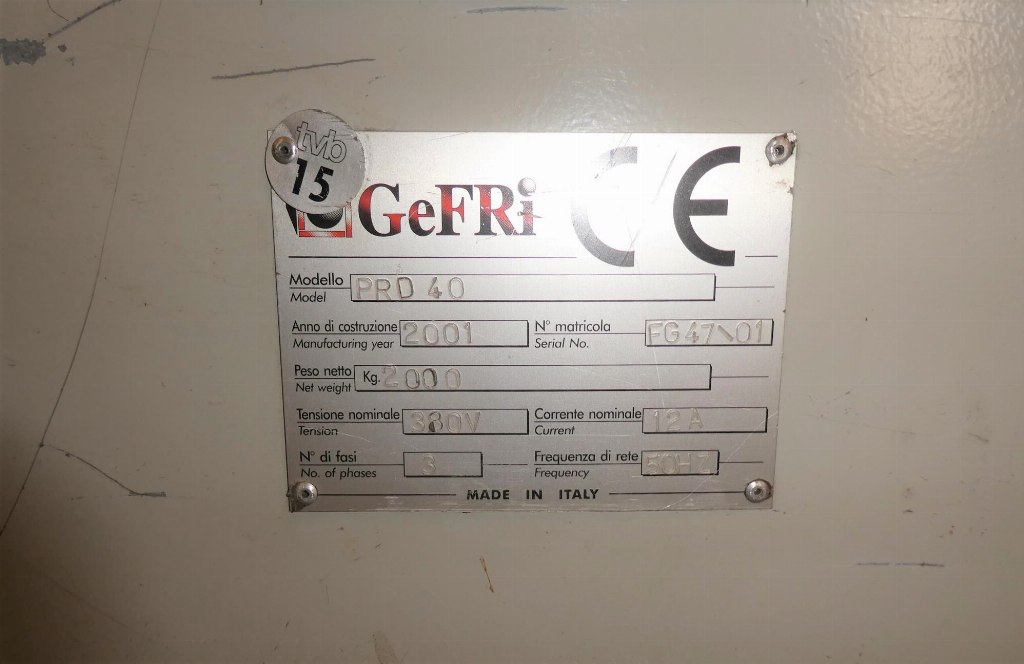 tvb
15
GeFRi CE
Modello PRD 40
Model
Anno di costruzione 2001 N° matricola FG47\01
Manufacturing year Serial No.
Peso netto Kg. 2000
Net weight
Tensione nominale 380V Corrente nominale 12A
Tension Current
N° di fasi 3 Frequenza di rete 50HZ
No. of phases Frequency
MADE IN ITALY